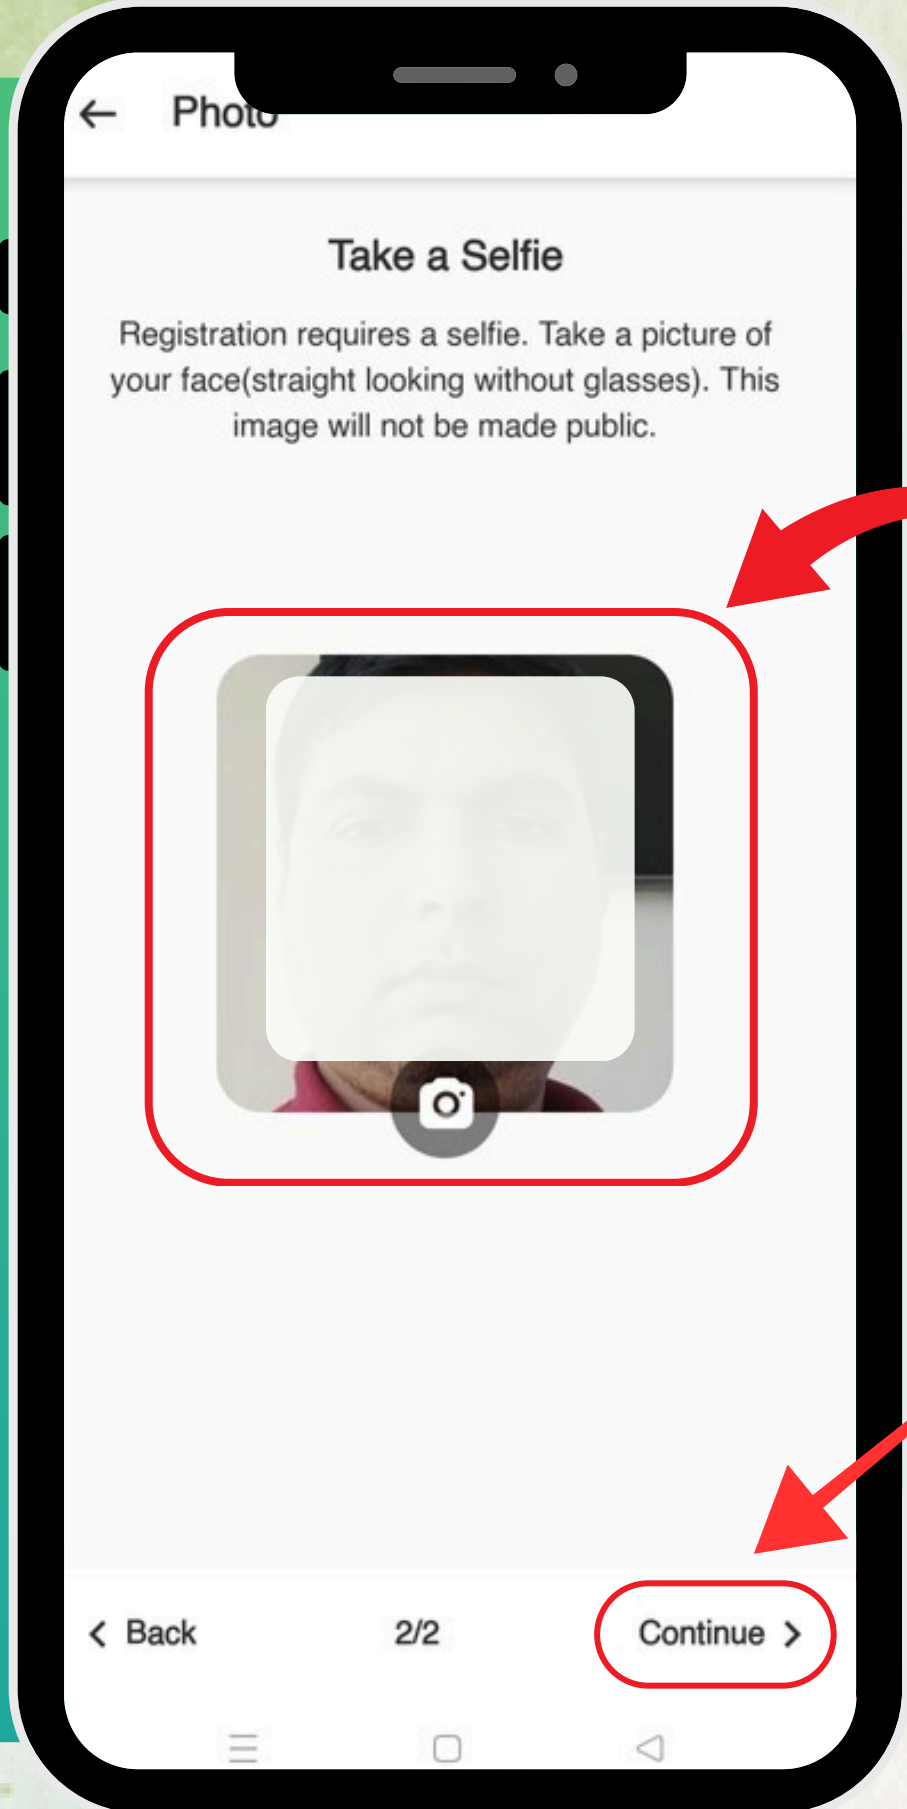 Photo
Take a Selfie
Registration requires a selfie. Take a picture of
your face(straight looking without glasses). This
image will not be made public.
Back
2/2
Continue